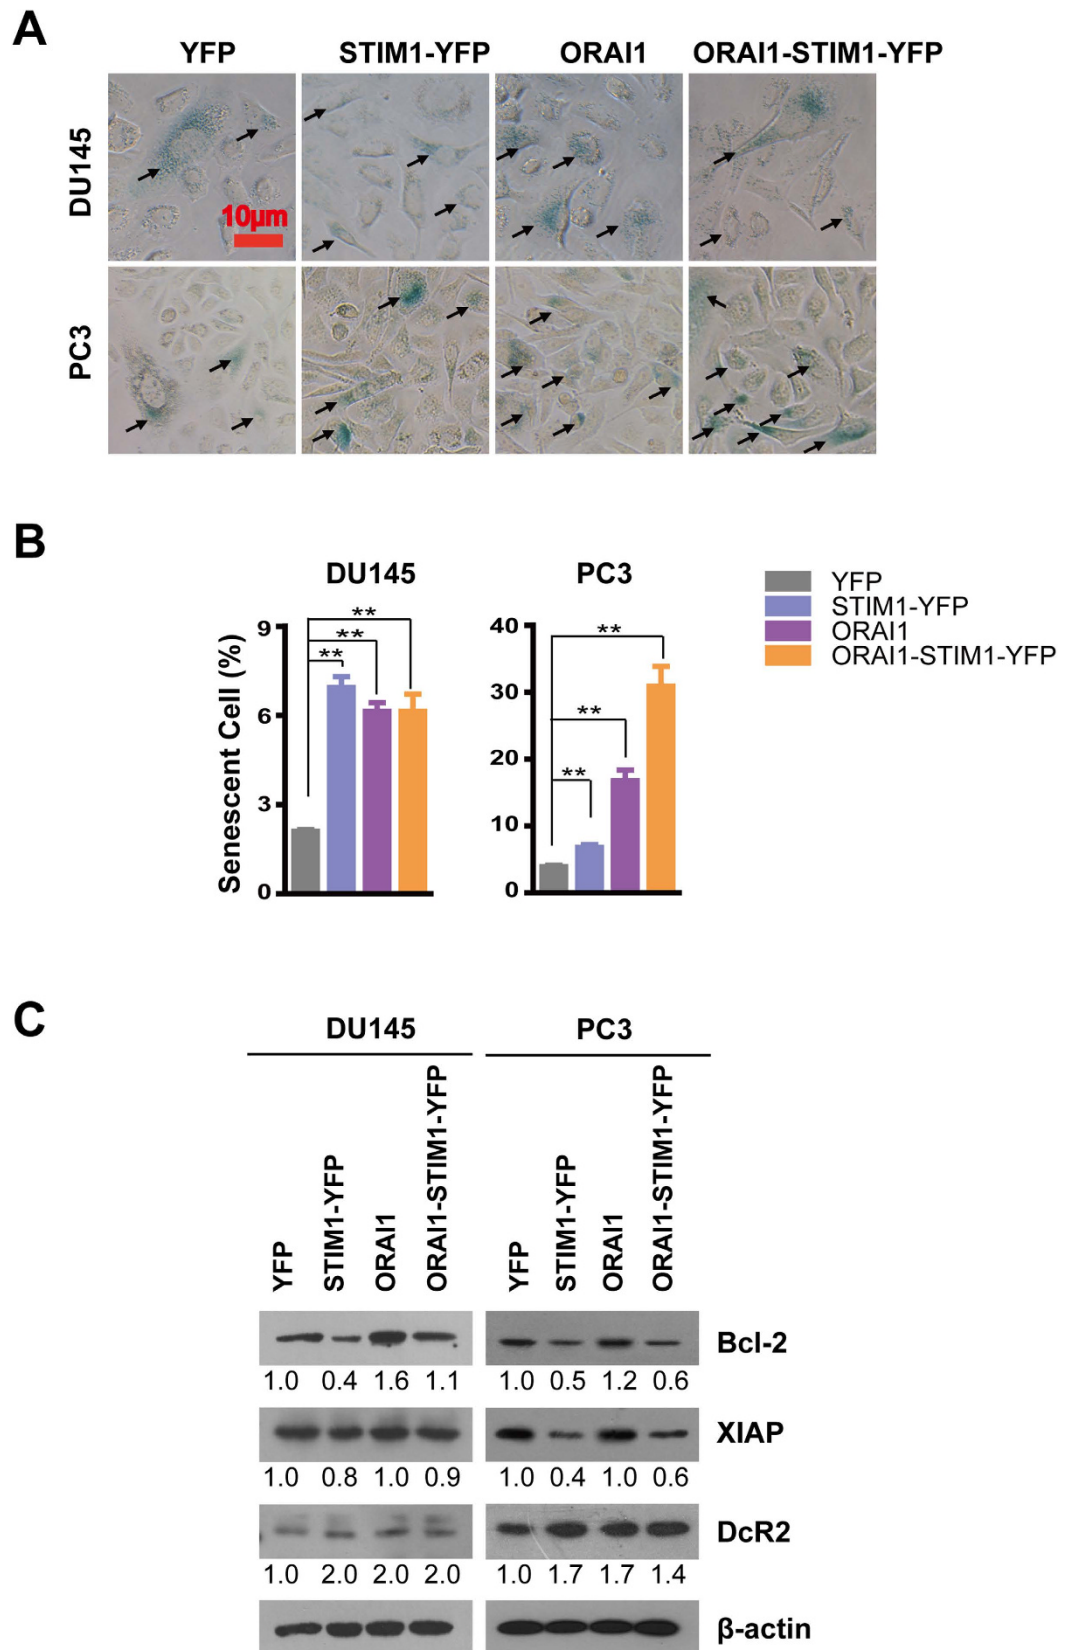 A
YFP STIM1-YFP ORAI1 ORAI1-STIM1-YFP
DU145
10μm
PC3
B
DU145 PC3
YFP
STIM1-YFP
ORAI1
ORAI1-STIM1-YFP
Senescent Cell (%)
9
6
3
0
**
**
**
40
30
20
10
0
**
**
**
C
DU145 PC3
YFP STIM1-YFP ORAI1 ORAI1-STIM1-YFP YFP STIM1-YFP ORAI1 ORAI1-STIM1-YFP
Bcl-2
1.0 0.4 1.6 1.1 1.0 0.5 1.2 0.6
XIAP
1.0 0.8 1.0 0.9 1.0 0.4 1.0 0.6
DcR2
1.0 2.0 2.0 2.0 1.0 1.7 1.7 1.4
β-actin